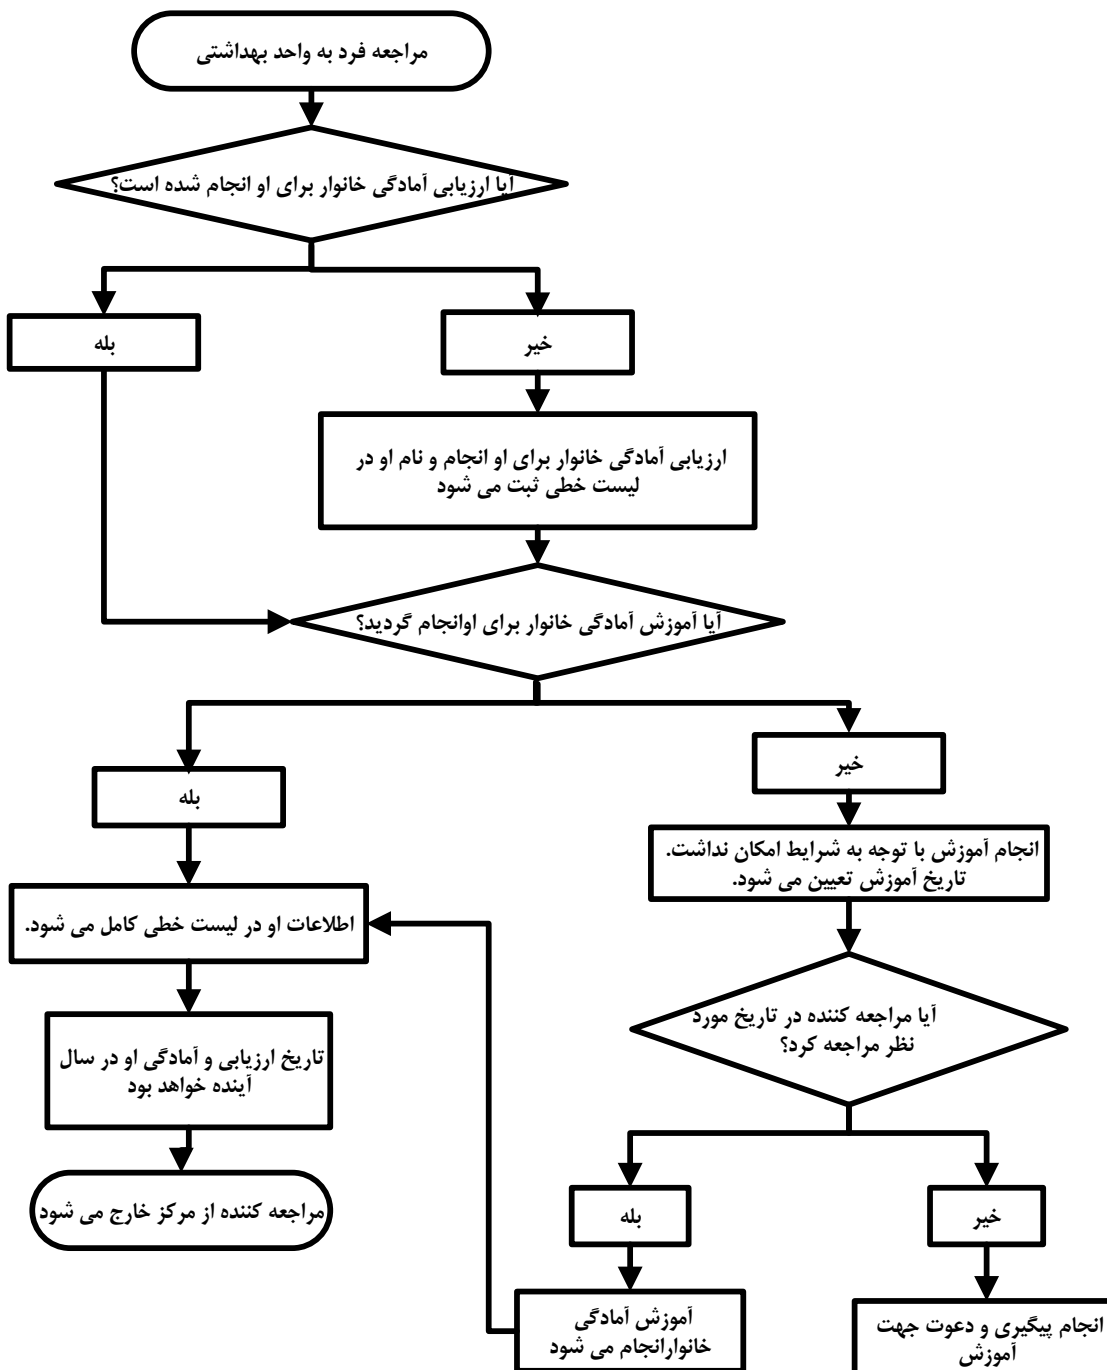 مراجعه فرد به واحد بهداشتی
آیا ارزیابی آمادگی خانوار برای او انجام شده است؟
بله
خیر
ارزیابی آمادگی خانوار برای او انجام و نام او در
لیست خطی ثبت می شود
آیا آموزش آمادگی خانوار برای اوانجام گردید؟
خیر
بله
انجام آموزش با توجه به شرایط امکان نداشت.
تاریخ آموزش تعیین می شود.
اطلاعات او در لیست خطی کامل می شود.
آیا مراجعه کننده در تاریخ مورد
نظر مراجعه کرد؟
تاریخ ارزیابی و آمادگی او در سال
آینده خواهد بود
مراجعه کننده از مرکز خارج می شود
بله
خیر
آموزش آمادگی
خانوارانجام می شود
انجام پیگیری و دعوت جهت
آموزش